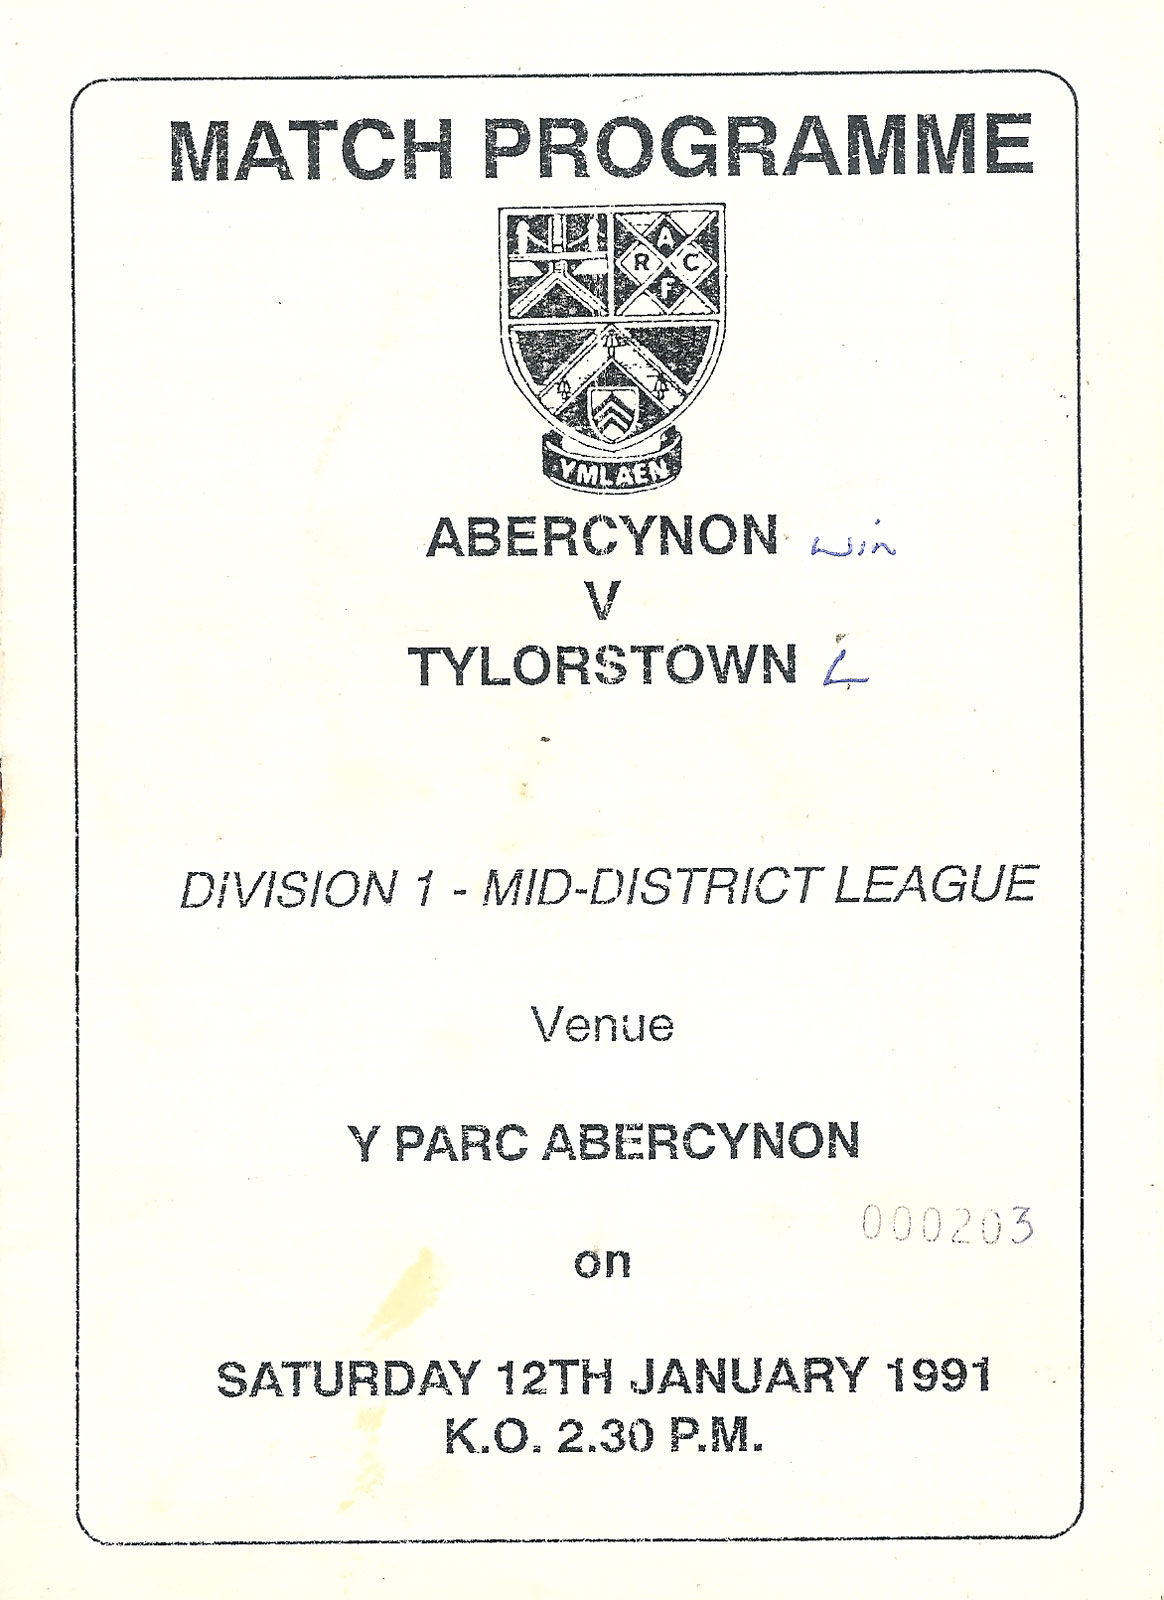 MATCH PROGRAMME
A
R C
F
YMLAEN
ABERCYNON win
V
TYLORSTOWN L
DIVISION 1 - MID-DISTRICT LEAGUE
Venue
Y PARC ABERCYNON
000203
on
SATURDAY 12TH JANUARY 1991
K.O. 2.30 P.M.